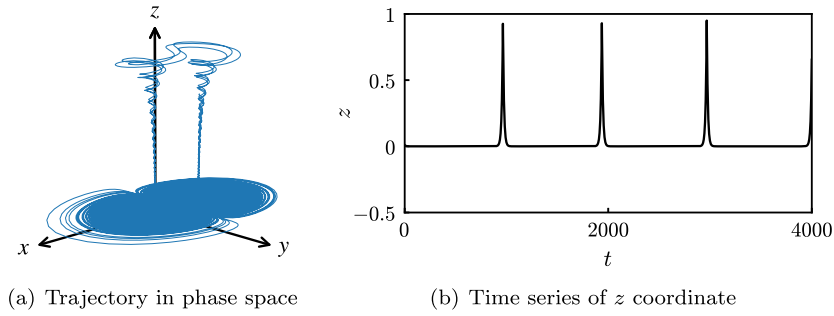 z
x
y
1
0.5
0
−0.5
z
0
2000
4000
t
(a) Trajectory in phase space
(b) Time series of z coordinate